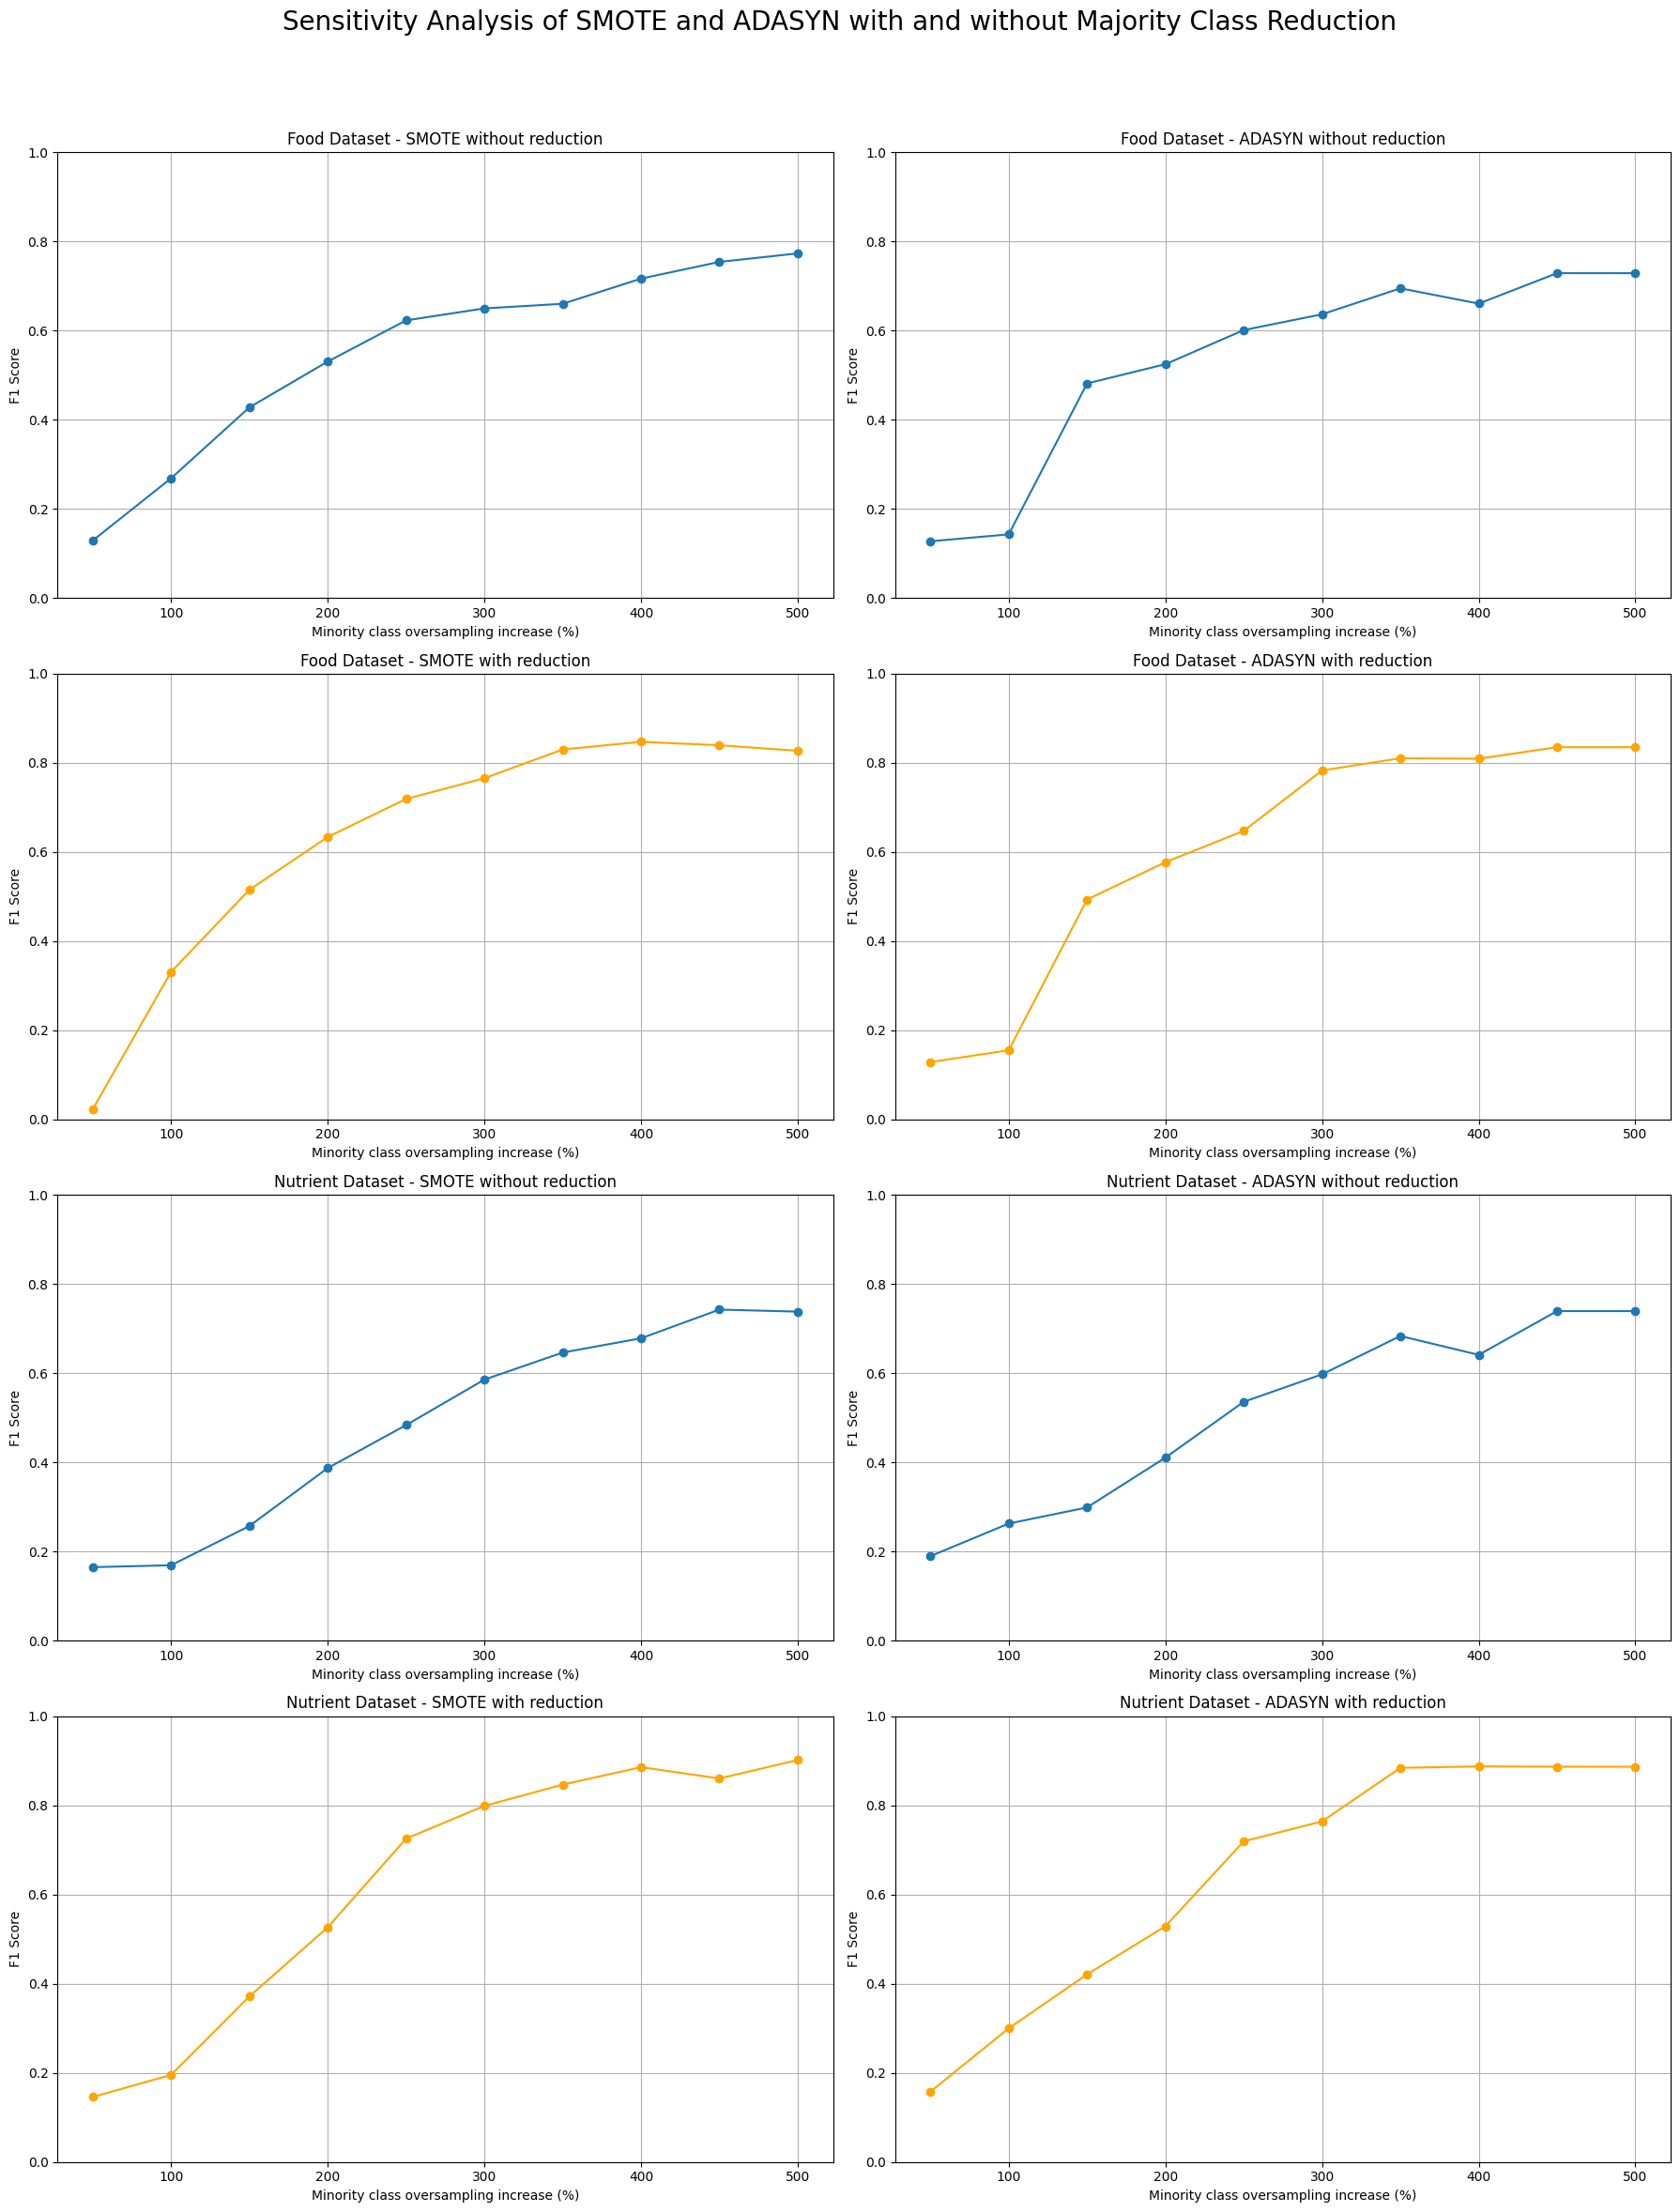 Sensitivity Analysis of SMOTE and ADASYN with and without Majority Class Reduction
Food Dataset - SMOTE without reduction
1.0
0.8
0.6
0.4
0.2
0.0
F1 Score
100 200 300 400 500
Minority class oversampling increase (%)
Food Dataset - ADASYN without reduction
1.0
0.8
0.6
0.4
0.2
0.0
F1 Score
100 200 300 400 500
Minority class oversampling increase (%)
Food Dataset - SMOTE with reduction
1.0
0.8
0.6
0.4
0.2
0.0
F1 Score
100 200 300 400 500
Minority class oversampling increase (%)
Food Dataset - ADASYN with reduction
1.0
0.8
0.6
0.4
0.2
0.0
F1 Score
100 200 300 400 500
Minority class oversampling increase (%)
Nutrient Dataset - SMOTE without reduction
1.0
0.8
0.6
0.4
0.2
0.0
F1 Score
100 200 300 400 500
Minority class oversampling increase (%)
Nutrient Dataset - ADASYN without reduction
1.0
0.8
0.6
0.4
0.2
0.0
F1 Score
100 200 300 400 500
Minority class oversampling increase (%)
Nutrient Dataset - SMOTE with reduction
1.0
0.8
0.6
0.4
0.2
0.0
F1 Score
100 200 300 400 500
Minority class oversampling increase (%)
Nutrient Dataset - ADASYN with reduction
1.0
0.8
0.6
0.4
0.2
0.0
F1 Score
100 200 300 400 500
Minority class oversampling increase (%)